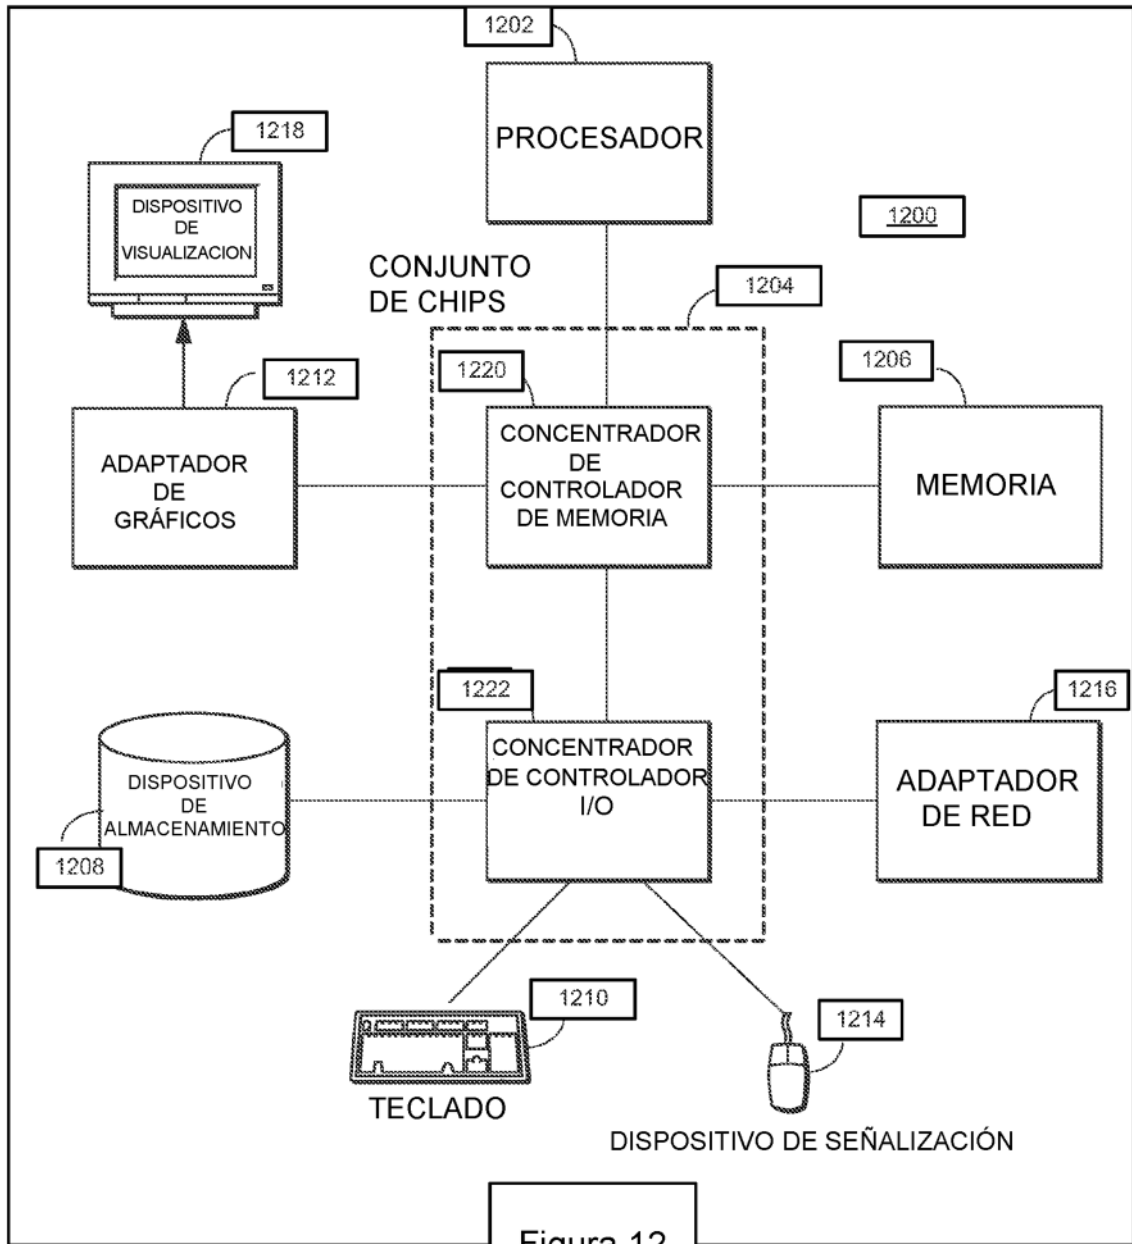 1202
PROCESADOR
1218
DISPOSITIVO
DE
VISUALIZACION
1200
CONJUNTO
DE CHIPS
1204
1220
1206
1212
CONCENTRADOR
DE
CONTROLADOR
DE MEMORIA
ADAPTADOR
DE
GRÁFICOS
MEMORIA
1222
1216
CONCENTRADOR
DE CONTROLADOR
I/O
DISPOSITIVO
DE
ALMACENAMIENTO
1208
ADAPTADOR
DE RED
1210
TECLADO
1214
DISPOSITIVO DE SEÑALIZACIÓN
Figura 12